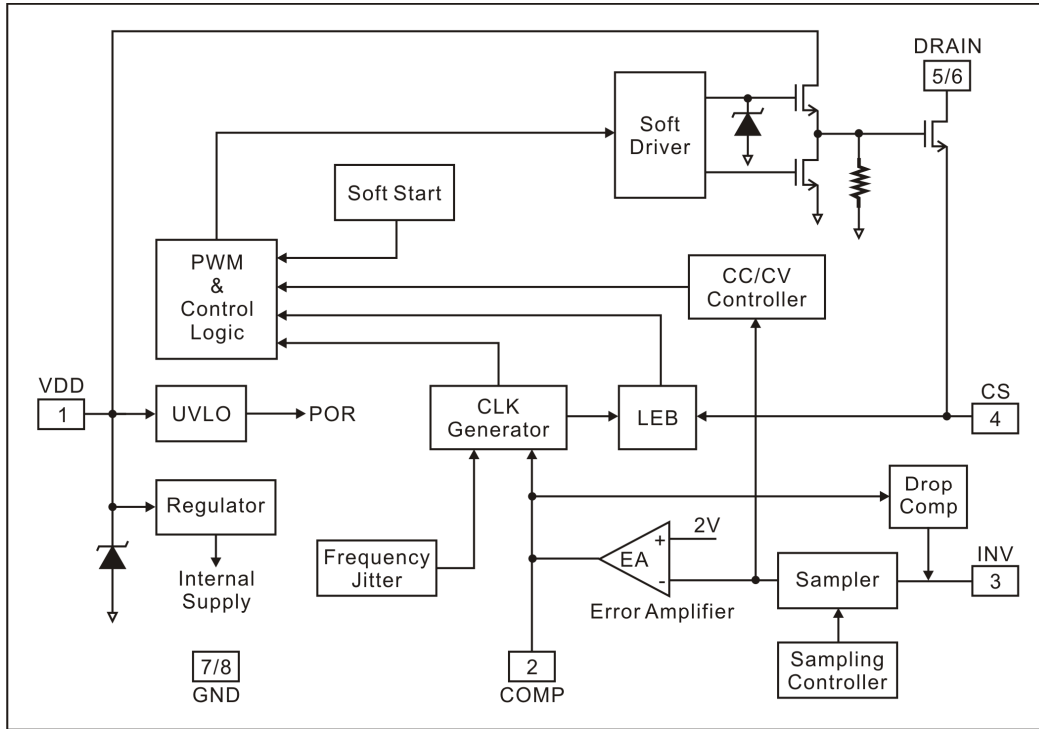 DRAIN
5/6
Soft
Driver
Soft Start
PWM
&
Control
Logic
CC/CV
Controller
VDD
1
UVLO
POR
CLK
Generator
LEB
CS
4
Regulator
Drop
Comp
2V
+
EA
-
Frequency
Jitter
Internal
Supply
Error Amplifier
Sampler
INV
3
7/8
GND
2
COMP
Sampling
Controller